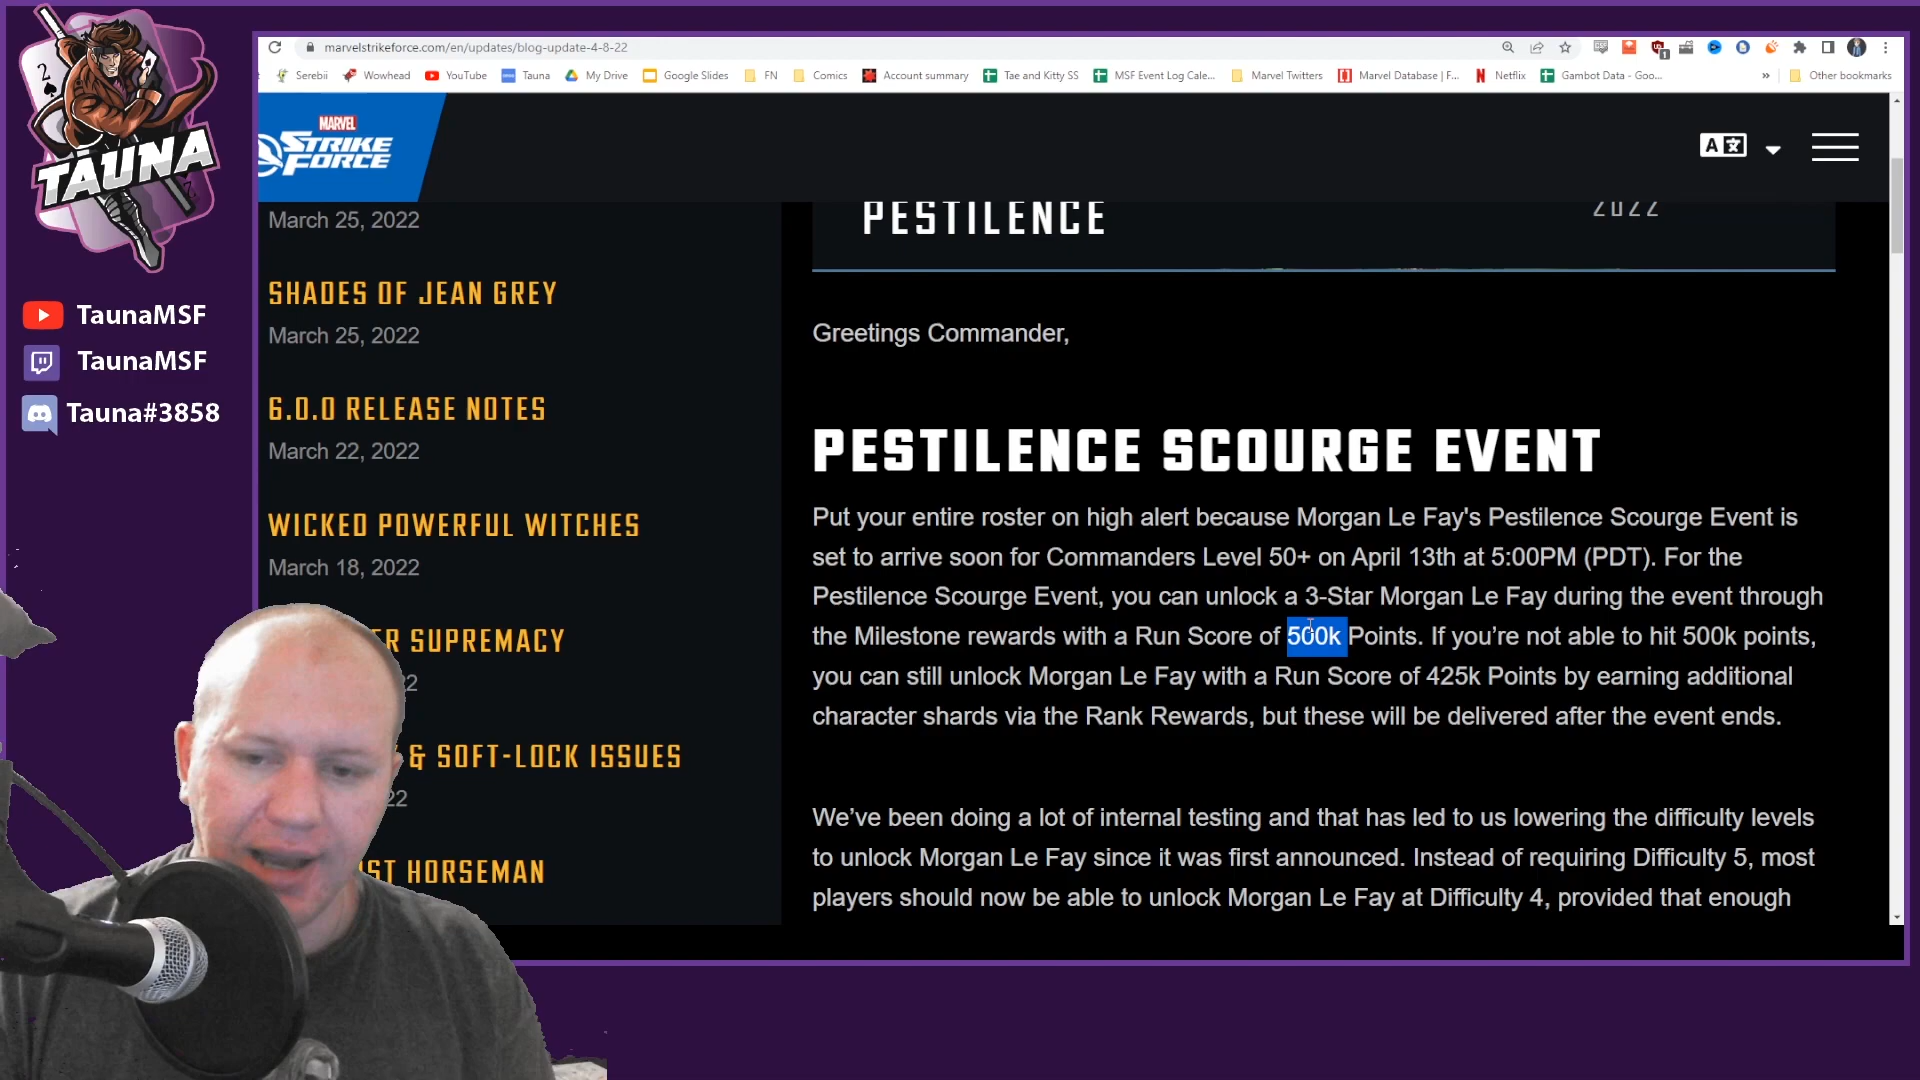 2
TAUNA
TaunaMSF
TaunaMSF
Tauna#3858
marvelstrikeforce.com/en/updates/blog-update-4-8-22
Serebii
Wowhead
YouTube
Tauna
My Drive
Google Slides
FN
Comics
Account summary
Tae and Kitty SS
MSF Event Log Cale...
Marvel Twitters
Marvel Database | F...
Netflix
Gambot Data - Goo...
»
Other bookmarks
MARVEL
STRIKE
FORCE
A 文
March 25, 2022
SHADES OF JEAN GREY
March 25, 2022
6.0.0 RELEASE NOTES
March 22, 2022
WICKED POWERFUL WITCHES
March 18, 2022
R SUPREMACY
2
& SOFT-LOCK ISSUES
22
ST HORSEMAN
PESTILENCE
2022
Greetings Commander,
PESTILENCE SCOURGE EVENT
Put your entire roster on high alert because Morgan Le Fay's Pestilence Scourge Event is
set to arrive soon for Commanders Level 50+ on April 13th at 5:00PM (PDT). For the
Pestilence Scourge Event, you can unlock a 3-Star Morgan Le Fay during the event through
the Milestone rewards with a Run Score of 500k Points. If you’re not able to hit 500k points,
you can still unlock Morgan Le Fay with a Run Score of 425k Points by earning additional
character shards via the Rank Rewards, but these will be delivered after the event ends.
We’ve been doing a lot of internal testing and that has led to us lowering the difficulty levels
to unlock Morgan Le Fay since it was first announced. Instead of requiring Difficulty 5, most
players should now be able to unlock Morgan Le Fay at Difficulty 4, provided that enough